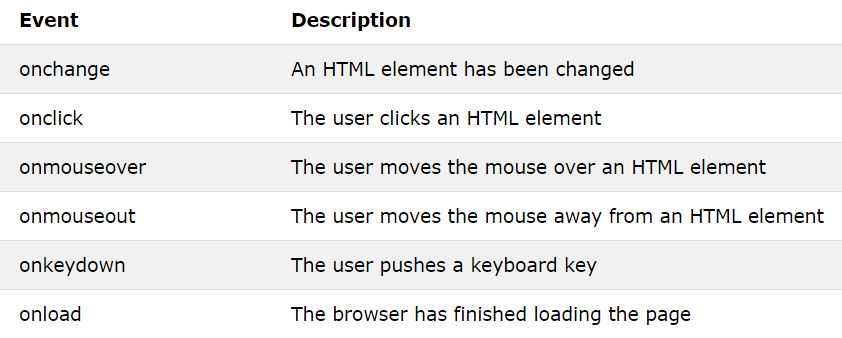 Event Description
onchange An HTML element has been changed
onclick The user clicks an HTML element
onmouseover The user moves the mouse over an HTML element
onmouseout The user moves the mouse away from an HTML element
onkeydown The user pushes a keyboard key
onload The browser has finished loading the page